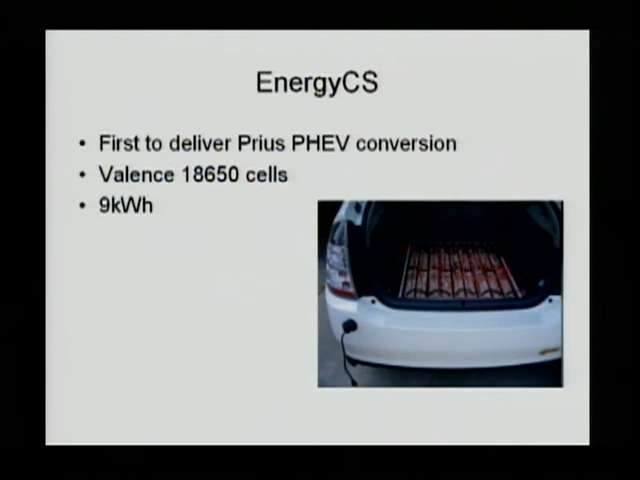 EnergyCS
• First to deliver Prius PHEV conversion
• Valence 18650 cells
• 9kWh